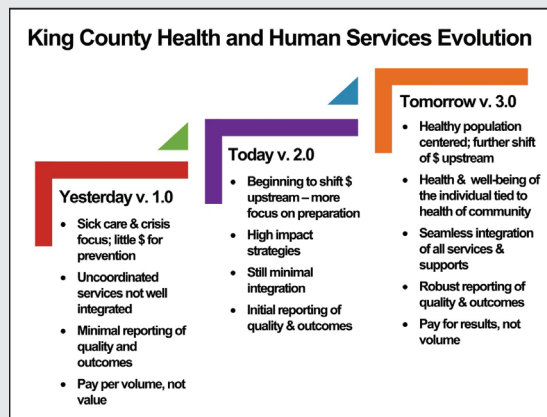 King County Health and Human Services Evolution
Yesterday v. 1.0
• Sick care & crisis
focus; little $ for
prevention
• Uncoordinated
services not well
integrated
• Minimal reporting of
quality and
outcomes
• Pay per volume, not
value
Today v. 2.0
• Beginning to shift $
upstream – more
focus on preparation
• High impact
strategies
• Still minimal
integration
• Initial reporting of
quality & outcomes
Tomorrow v. 3.0
• Healthy population
centered; further shift
of $ upstream
• Health & well-being of
the individual tied to
health of community
• Seamless integration
of all services &
supports
• Robust reporting of
quality & outcomes
• Pay for results, not
volume